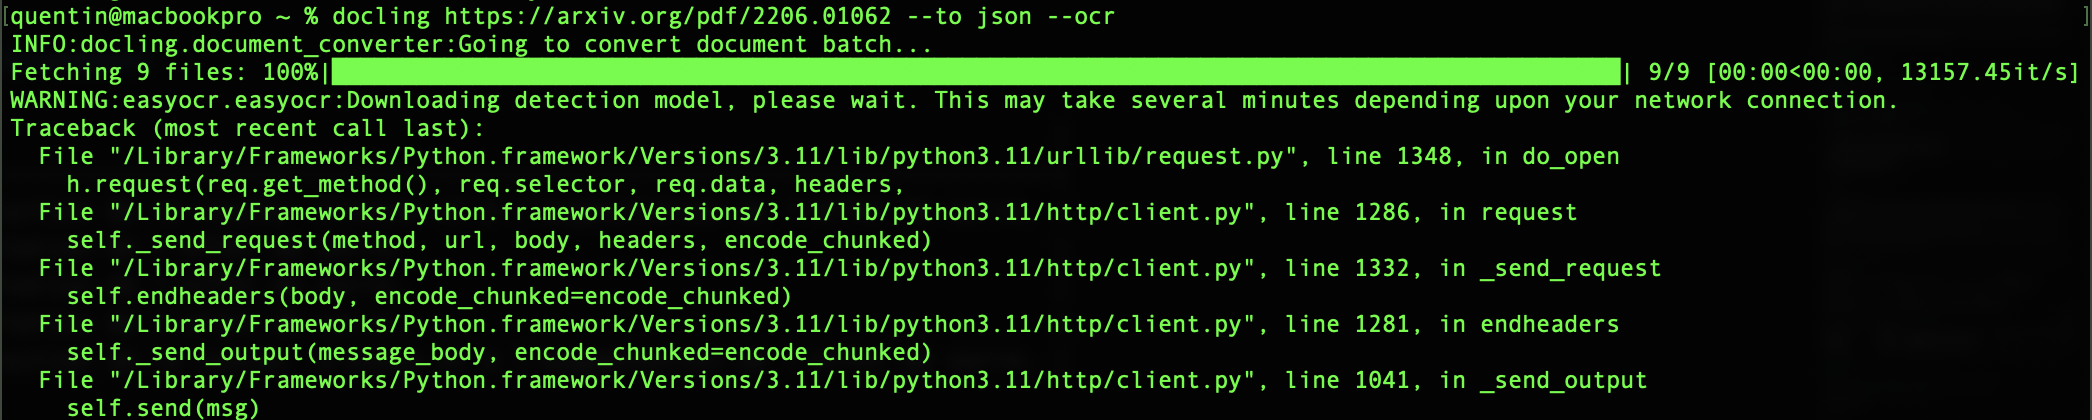 [quentin@macbookpro ~ % docling https://arxiv.org/pdf/2206.01062 --to json --ocr ]
INFO:docling.document_converter:Going to convert document batch...
Fetching 9 files: 100%|██████████| 9/9 [00:00<00:00, 13157.45it/s]
WARNING:easyocr.easyocr:Downloading detection model, please wait. This may take several minutes depending upon your network connection.
Traceback (most recent call last):
  File "/Library/Frameworks/Python.framework/Versions/3.11/lib/python3.11/urllib/request.py", line 1348, in do_open
    h.request(req.get_method(), req.selector, req.data, headers,
  File "/Library/Frameworks/Python.framework/Versions/3.11/lib/python3.11/http/client.py", line 1286, in request
    self._send_request(method, url, body, headers, encode_chunked)
  File "/Library/Frameworks/Python.framework/Versions/3.11/lib/python3.11/http/client.py", line 1332, in _send_request
    self.endheaders(body, encode_chunked=encode_chunked)
  File "/Library/Frameworks/Python.framework/Versions/3.11/lib/python3.11/http/client.py", line 1281, in endheaders
    self._send_output(message_body, encode_chunked=encode_chunked)
  File "/Library/Frameworks/Python.framework/Versions/3.11/lib/python3.11/http/client.py", line 1041, in _send_output
    self.send(msg)